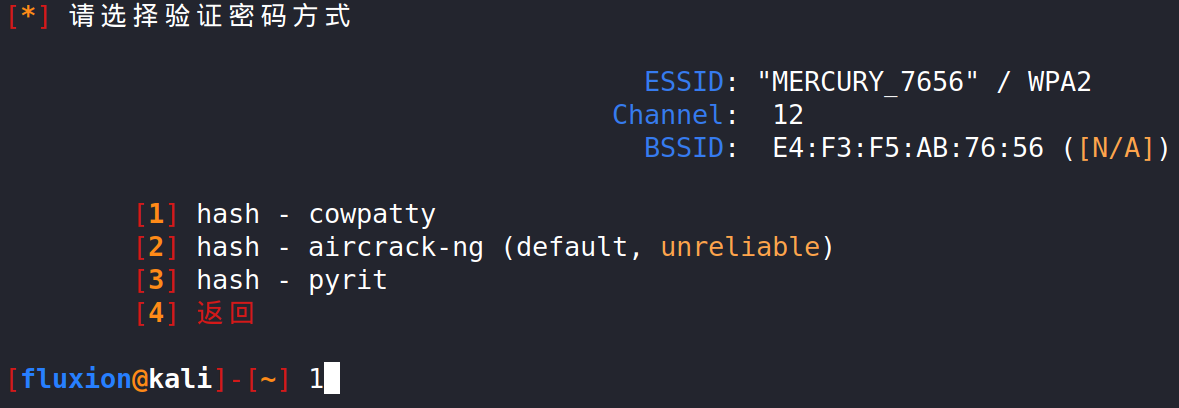 [*] 请选择验证密码方式
ESSID: "MERCURY_7656" / WPA2
Channel: 12
BSSID: E4:F3:F5:AB:76:56 ([N/A])
[1] hash - cowpatty
[2] hash - aircrack-ng (default, unreliable)
[3] hash - pyrit
[4] 返回
[fluxion@kali]-[~] 1